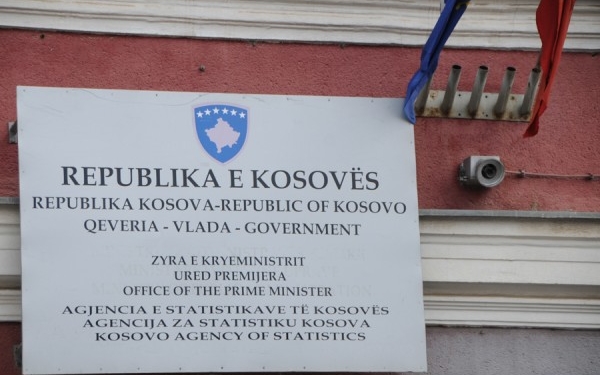 REPUBLIKA E KOSOVËS
REPUBLIKA KOSOVA-REPUBLIC OF KOSOVO
QEVERIA - VLADA - GOVERNMENT
ZYRA E KRYEMINISTRIT
URED PREMIJERA
OFFICE OF THE PRIME MINISTER
AGJENCIA E STATISTIKAVE TË KOSOVËS
AGENCIJA ZA STATISTIKU KOSOVA
KOSOVO AGENCY OF STATISTICS